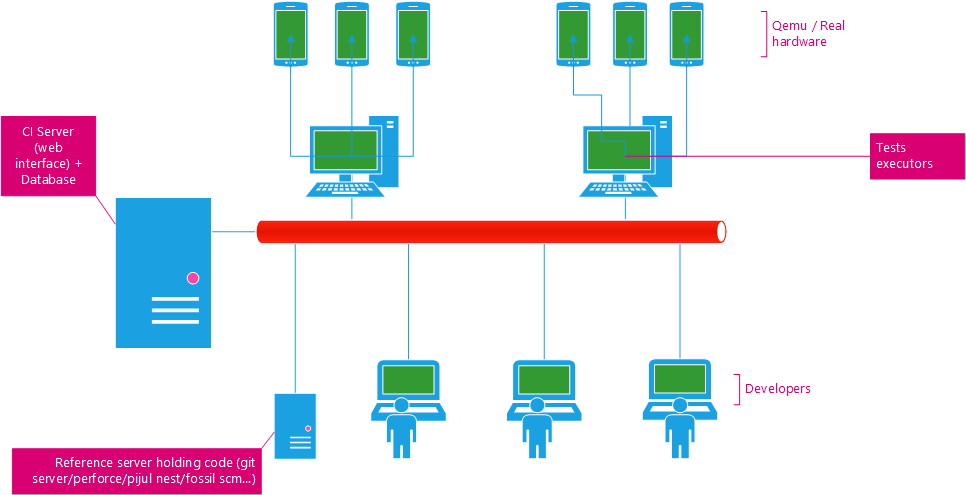 Qemu / Real
hardware
CI Server
(web
interface) +
Database
Tests
executors
Developers
Reference server holding code (git
server/perforce/pijul nest/fossil scm...)